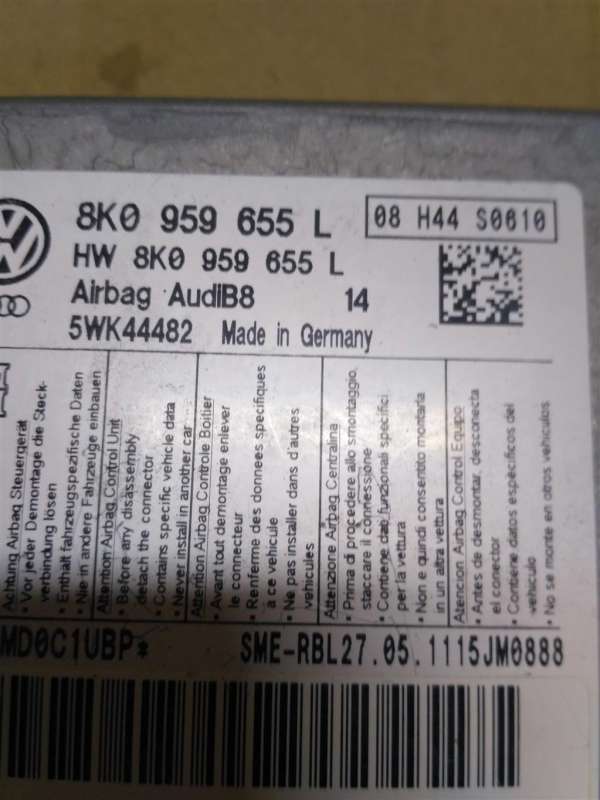 8K0 959 655 L
08 H44 S0610
HW 8K0 959 655 L
Airbag AudiB8 14
5WK44482 Made in Germany
Achtung Airbag Steuergerät
• Vor jeder Demontage die Steck-
verbindung lösen
• Enthält fahrzeugspezifische Daten
• Nie in andere Fahrzeuge einbauen
Attention Airbag Control Unit
• Before any disassembly
detach the connector
• Contains specific vehicle data
• Never install in another car
Attention Airbag Controle Boîtier
• Avant tout demontage enlever
le connecteur
• Renferme des données specifiques
a ce vehicule
• Ne pas installer dans d'autres
vehicules
Attenzione Airbag Centralina
• Prima di procedere allo smontaggio,
staccare il connessione
• Contiene dati funzionali specifici
per la vettura
• Non e quindi consentito montarla
in un altra vettura
Atencion Airbag Control Equipo
• Antes de desmontar, desconecta
el conector
• Contiene datos especificos del
vehiculo
• No se monte en otros vehiculos
MD0C1UBP* SME-RBL27.05.1115JM0888